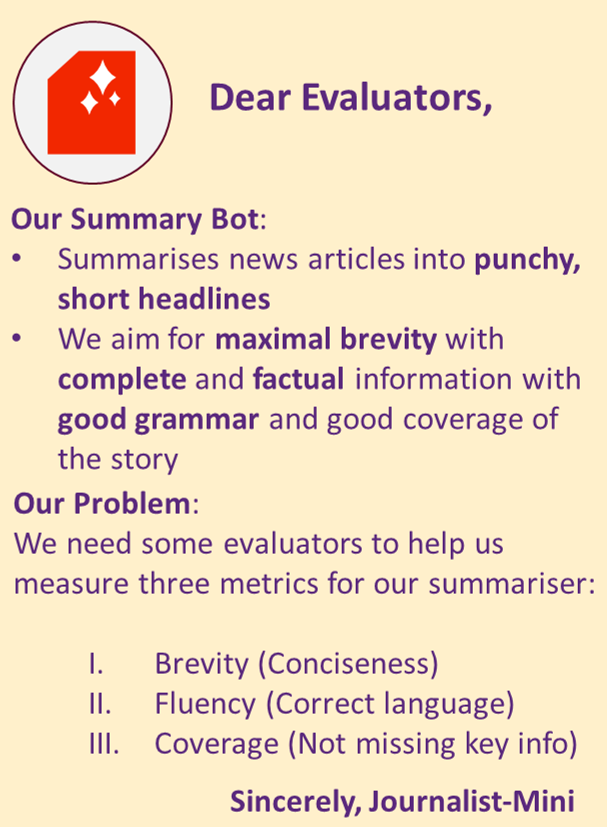 Dear Evaluators,
Our Summary Bot:
• Summarises news articles into punchy,
short headlines
• We aim for maximal brevity with
complete and factual information with
good grammar and good coverage of
the story
Our Problem:
We need some evaluators to help us
measure three metrics for our summariser:
I. Brevity (Conciseness)
II. Fluency (Correct language)
III. Coverage (Not missing key info)
Sincerely, Journalist-Mini